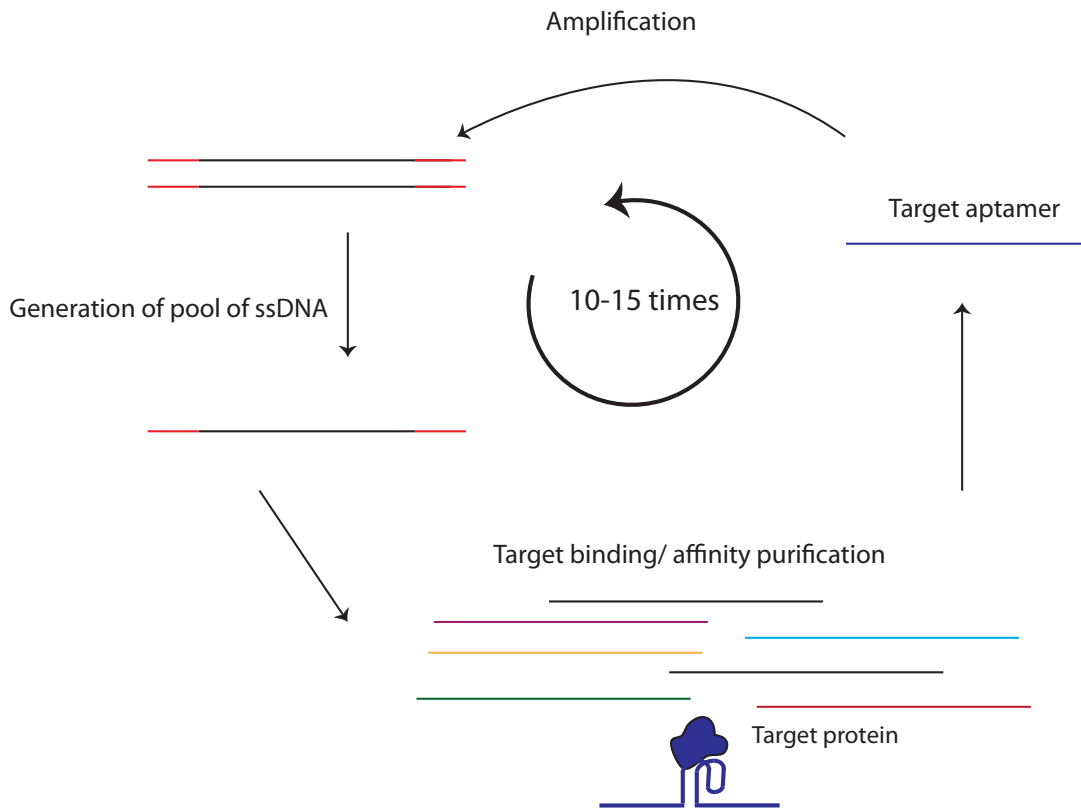 Amplification
Target aptamer
10-15 times
Generation of pool of ssDNA
Target binding/ affinity purification
Target protein